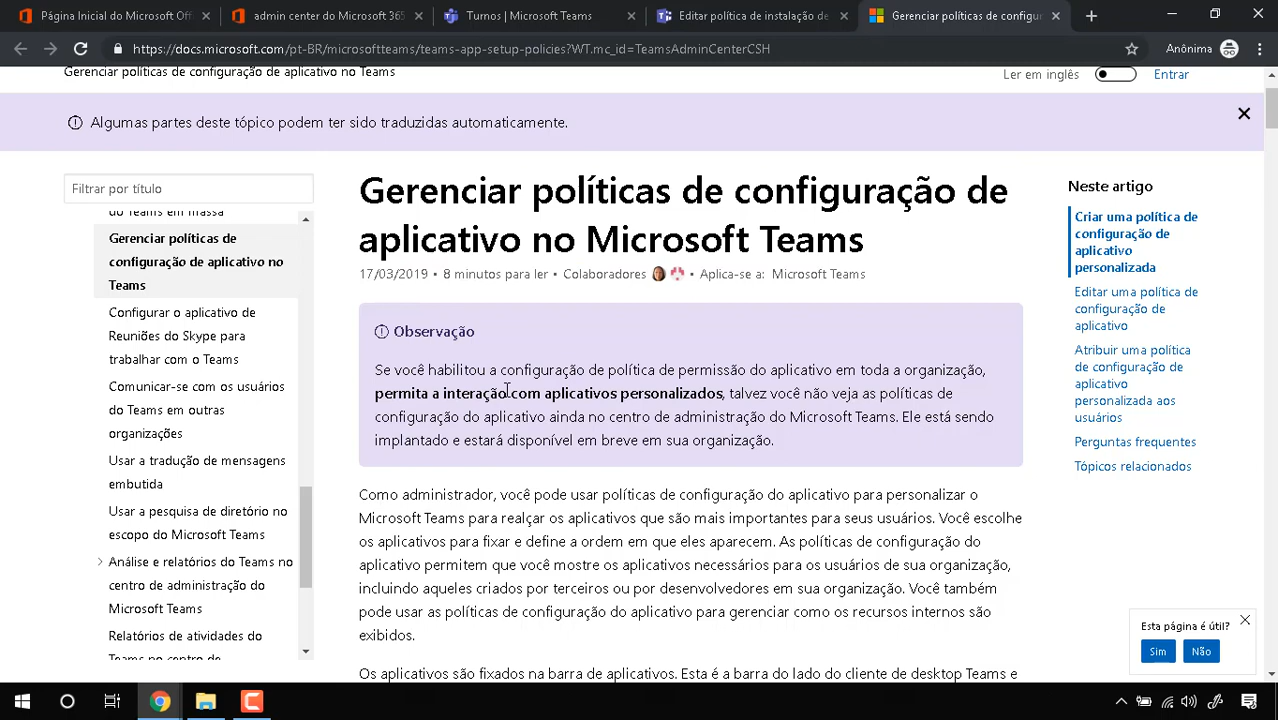 Página Inicial do Microsoft Off
admin center do Microsoft 365
Turnos | Microsoft Teams
Editar política de instalação de
Gerenciar políticas de configu
https://docs.microsoft.com/pt-BR/microsoftteams/teams-app-setup-policies?WT.mc_id=TeamsAdminCenterCSH
Anônima
Gerenciar políticas de configuração de aplicativo no Teams
Ler em inglês
Entrar
Algumas partes deste tópico podem ter sido traduzidas automaticamente.
Filtrar por título
do Teams em massa
Gerenciar políticas de
configuração de aplicativo no
Teams
Configurar o aplicativo de
Reuniões do Skype para
trabalhar com o Teams
Comunicar-se com os usuários
do Teams em outras
organizações
Usar a tradução de mensagens
embutida
Usar a pesquisa de diretório no
escopo do Microsoft Teams
Análise e relatórios do Teams no
centro de administração do
Microsoft Teams
Relatórios de atividades do
Teams no centro de
Gerenciar políticas de configuração de
aplicativo no Microsoft Teams
17/03/2019 • 8 minutos para ler • Colaboradores • Aplica-se a: Microsoft Teams
Observação
Se você habilitou a configuração de política de permissão do aplicativo em toda a organização,
permita a interação com aplicativos personalizados, talvez você não veja as políticas de
configuração do aplicativo ainda no centro de administração do Microsoft Teams. Ele está sendo
implantado e estará disponível em breve em sua organização.
Como administrador, você pode usar políticas de configuração do aplicativo para personalizar o
Microsoft Teams para realçar os aplicativos que são mais importantes para seus usuários. Você escolhe
os aplicativos para fixar e define a ordem em que eles aparecem. As políticas de configuração do
aplicativo permitem que você mostre os aplicativos necessários para os usuários de sua organização,
incluindo aqueles criados por terceiros ou por desenvolvedores em sua organização. Você também
pode usar as políticas de configuração do aplicativo para gerenciar como os recursos internos são
exibidos.
Os aplicativos são fixados na barra de aplicativos. Esta é a barra do lado do cliente de desktop Teams e
Neste artigo
Criar uma política de
configuração de
aplicativo
personalizada
Editar uma política de
configuração de
aplicativo
Atribuir uma política
de configuração de
aplicativo
personalizada aos
usuários
Perguntas frequentes
Tópicos relacionados
Esta página é útil?
Sim
Não